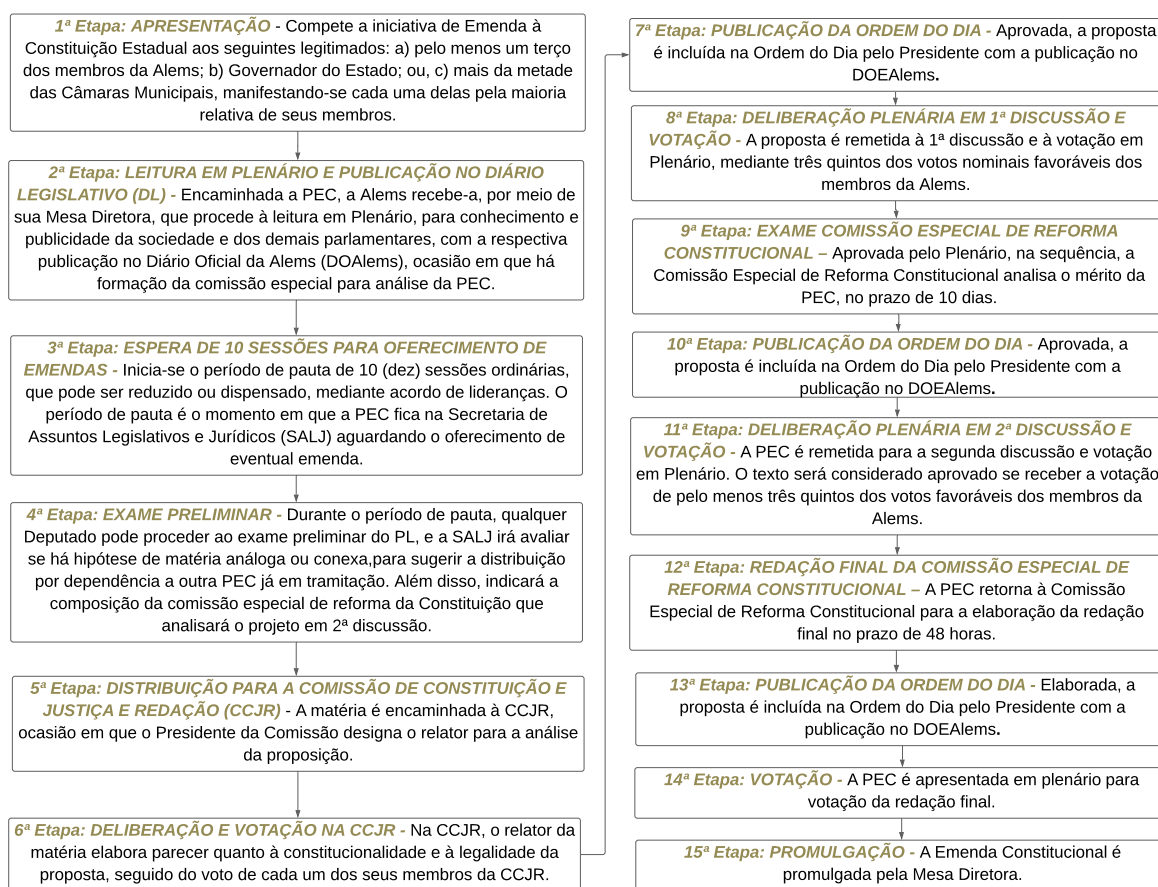 1ª Etapa: APRESENTAÇÃO - Compete a iniciativa de Emenda à
Constituição Estadual aos seguintes legitimados: a) pelo menos um terço
dos membros da Alems; b) Governador do Estado; ou, c) mais da metade
das Câmaras Municipais, manifestando-se cada uma delas pela maioria
relativa de seus membros.
2ª Etapa: LEITURA EM PLENÁRIO E PUBLICAÇÃO NO DIÁRIO
LEGISLATIVO (DL) - Encaminhada a PEC, a Alems recebe-a, por meio de
sua Mesa Diretora, que procede à leitura em Plenário, para conhecimento e
publicidade da sociedade e dos demais parlamentares, com a respectiva
publicação no Diário Oficial da Alems (DOAlems), ocasião em que há
formação da comissão especial para análise da PEC.
3ª Etapa: ESPERA DE 10 SESSÕES PARA OFERECIMENTO DE
EMENDAS - Inicia-se o período de pauta de 10 (dez) sessões ordinárias,
que pode ser reduzido ou dispensado, mediante acordo de lideranças. O
período de pauta é o momento em que a PEC fica na Secretaria de
Assuntos Legislativos e Jurídicos (SALJ) aguardando o oferecimento de
eventual emenda.
4ª Etapa: EXAME PRELIMINAR - Durante o período de pauta, qualquer
Deputado pode proceder ao exame preliminar do PL, e a SALJ irá avaliar
se há hipótese de matéria análoga ou conexa,para sugerir a distribuição
por dependência a outra PEC já em tramitação. Além disso, indicará a
composição da comissão especial de reforma da Constituição que
analisará o projeto em 2ª discussão.
5ª Etapa: DISTRIBUIÇÃO PARA A COMISSÃO DE CONSTITUIÇÃO E
JUSTIÇA E REDAÇÃO (CCJR) - A matéria é encaminhada à CCJR,
ocasião em que o Presidente da Comissão designa o relator para a análise
da proposição.
6ª Etapa: DELIBERAÇÃO E VOTAÇÃO NA CCJR - Na CCJR, o relator da
matéria elabora parecer quanto à constitucionalidade e à legalidade da
proposta, seguido do voto de cada um dos seus membros da CCJR.
7ª Etapa: PUBLICAÇÃO DA ORDEM DO DIA - Aprovada, a proposta
é incluída na Ordem do Dia pelo Presidente com a publicação no
DOEAlems.
8ª Etapa: DELIBERAÇÃO PLENÁRIA EM 1ª DISCUSSÃO E
VOTAÇÃO - A proposta é remetida à 1ª discussão e à votação em
Plenário, mediante três quintos dos votos nominais favoráveis dos
membros da Alems.
9ª Etapa: EXAME COMISSÃO ESPECIAL DE REFORMA
CONSTITUCIONAL – Aprovada pelo Plenário, na sequência, a
Comissão Especial de Reforma Constitucional analisa o mérito da
PEC, no prazo de 10 dias.
10ª Etapa: PUBLICAÇÃO DA ORDEM DO DIA - Aprovada, a
proposta é incluída na Ordem do Dia pelo Presidente com a
publicação no DOEAlems.
11ª Etapa: DELIBERAÇÃO PLENÁRIA EM 2ª DISCUSSÃO E
VOTAÇÃO - A PEC é remetida para a segunda discussão e votação
em Plenário. O texto será considerado aprovado se receber a votação
de pelo menos três quintos dos votos favoráveis dos membros da
Alems.
12ª Etapa: REDAÇÃO FINAL DA COMISSÃO ESPECIAL DE
REFORMA CONSTITUCIONAL – A PEC retorna à Comissão
Especial de Reforma Constitucional para a elaboração da redação
final no prazo de 48 horas.
13ª Etapa: PUBLICAÇÃO DA ORDEM DO DIA - Elaborada, a
proposta é incluída na Ordem do Dia pelo Presidente com a
publicação no DOEAlems.
14ª Etapa: VOTAÇÃO - A PEC é apresentada em plenário para
votação da redação final.
15ª Etapa: PROMULGAÇÃO - A Emenda Constitucional é
promulgada pela Mesa Diretora.